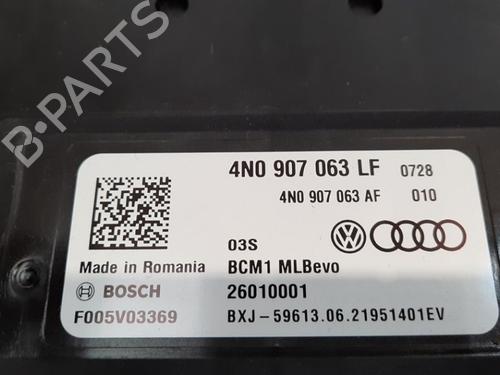 B-PARTS
4N0 907 063 LF 0728
4N0 907 063 AF 010
03S
Made in Romania BCM1 MLBevo
BOSCH 26010001
F005V03369 BXJ-59613.06.21951401EV